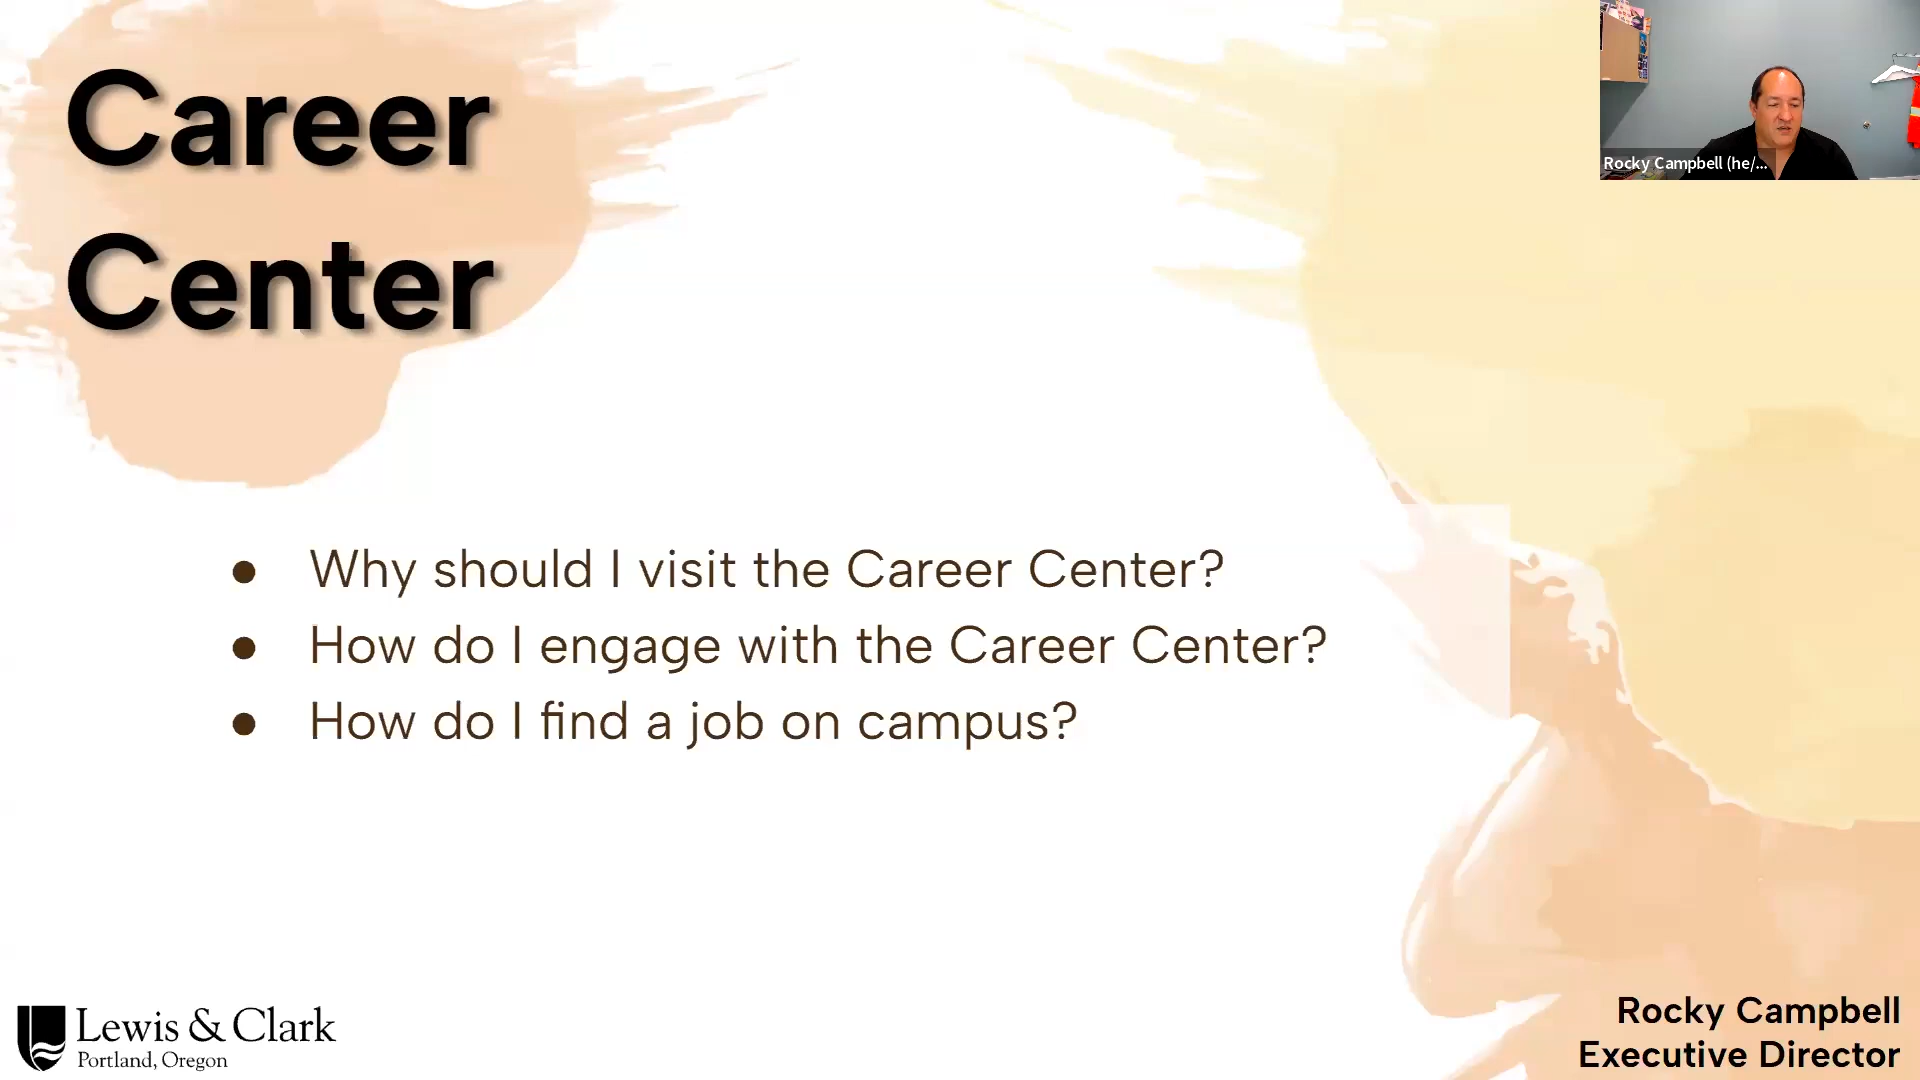 Career
Center
Rocky Campbell (he/...
● Why should I visit the Career Center?
● How do I engage with the Career Center?
● How do I find a job on campus?
Lewis & Clark
Portland, Oregon
Rocky Campbell
Executive Director